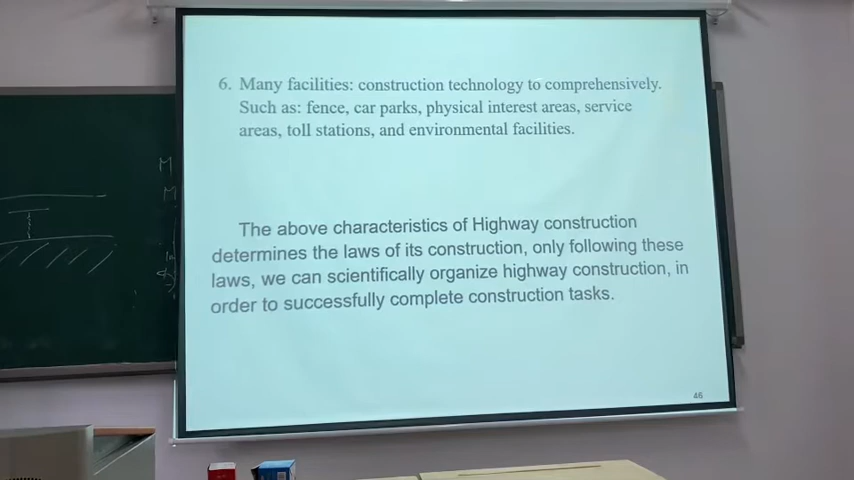 6. Many facilities: construction technology to comprehensively.
Such as: fence, car parks, physical interest areas, service
areas, toll stations, and environmental facilities.
The above characteristics of Highway construction
determines the laws of its construction, only following these
laws, we can scientifically organize highway construction, in
order to successfully complete construction tasks.
46
M
M